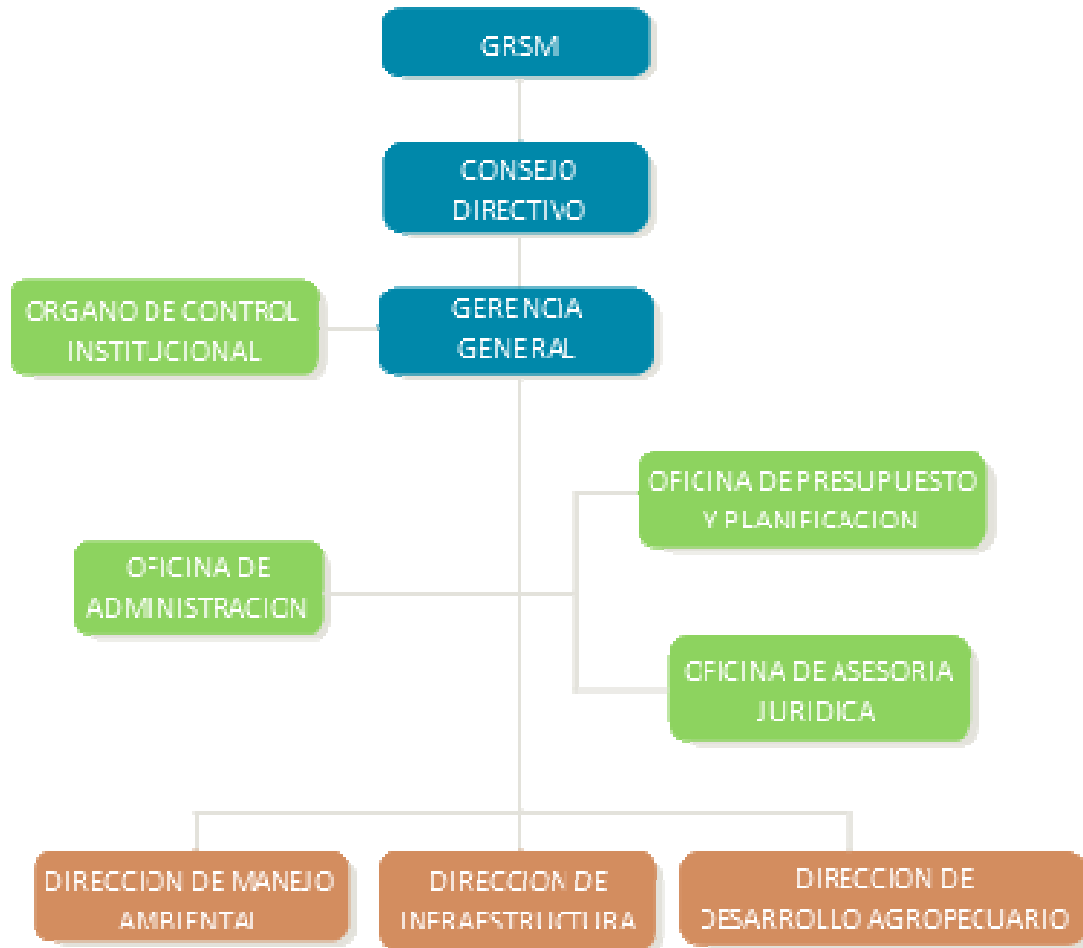 GRSM
CONSEJO
DIRECTIVO
ORGANO DE CONTROL
INSTITUCIONAL
GERENCIA
GENERAL
OFICINA DE PRESUPUESTO
Y PLANIFICACION
OFICINA DE
ADMINISTRACION
OFICINA DE ASESORIA
JURIDICA
DIRECCION DE MANEJO
AMBIENTAL
DIRECCION DE
INFRAESTRUCTURA
DIRECCION DE
DESARROLLO AGROPECUARIO